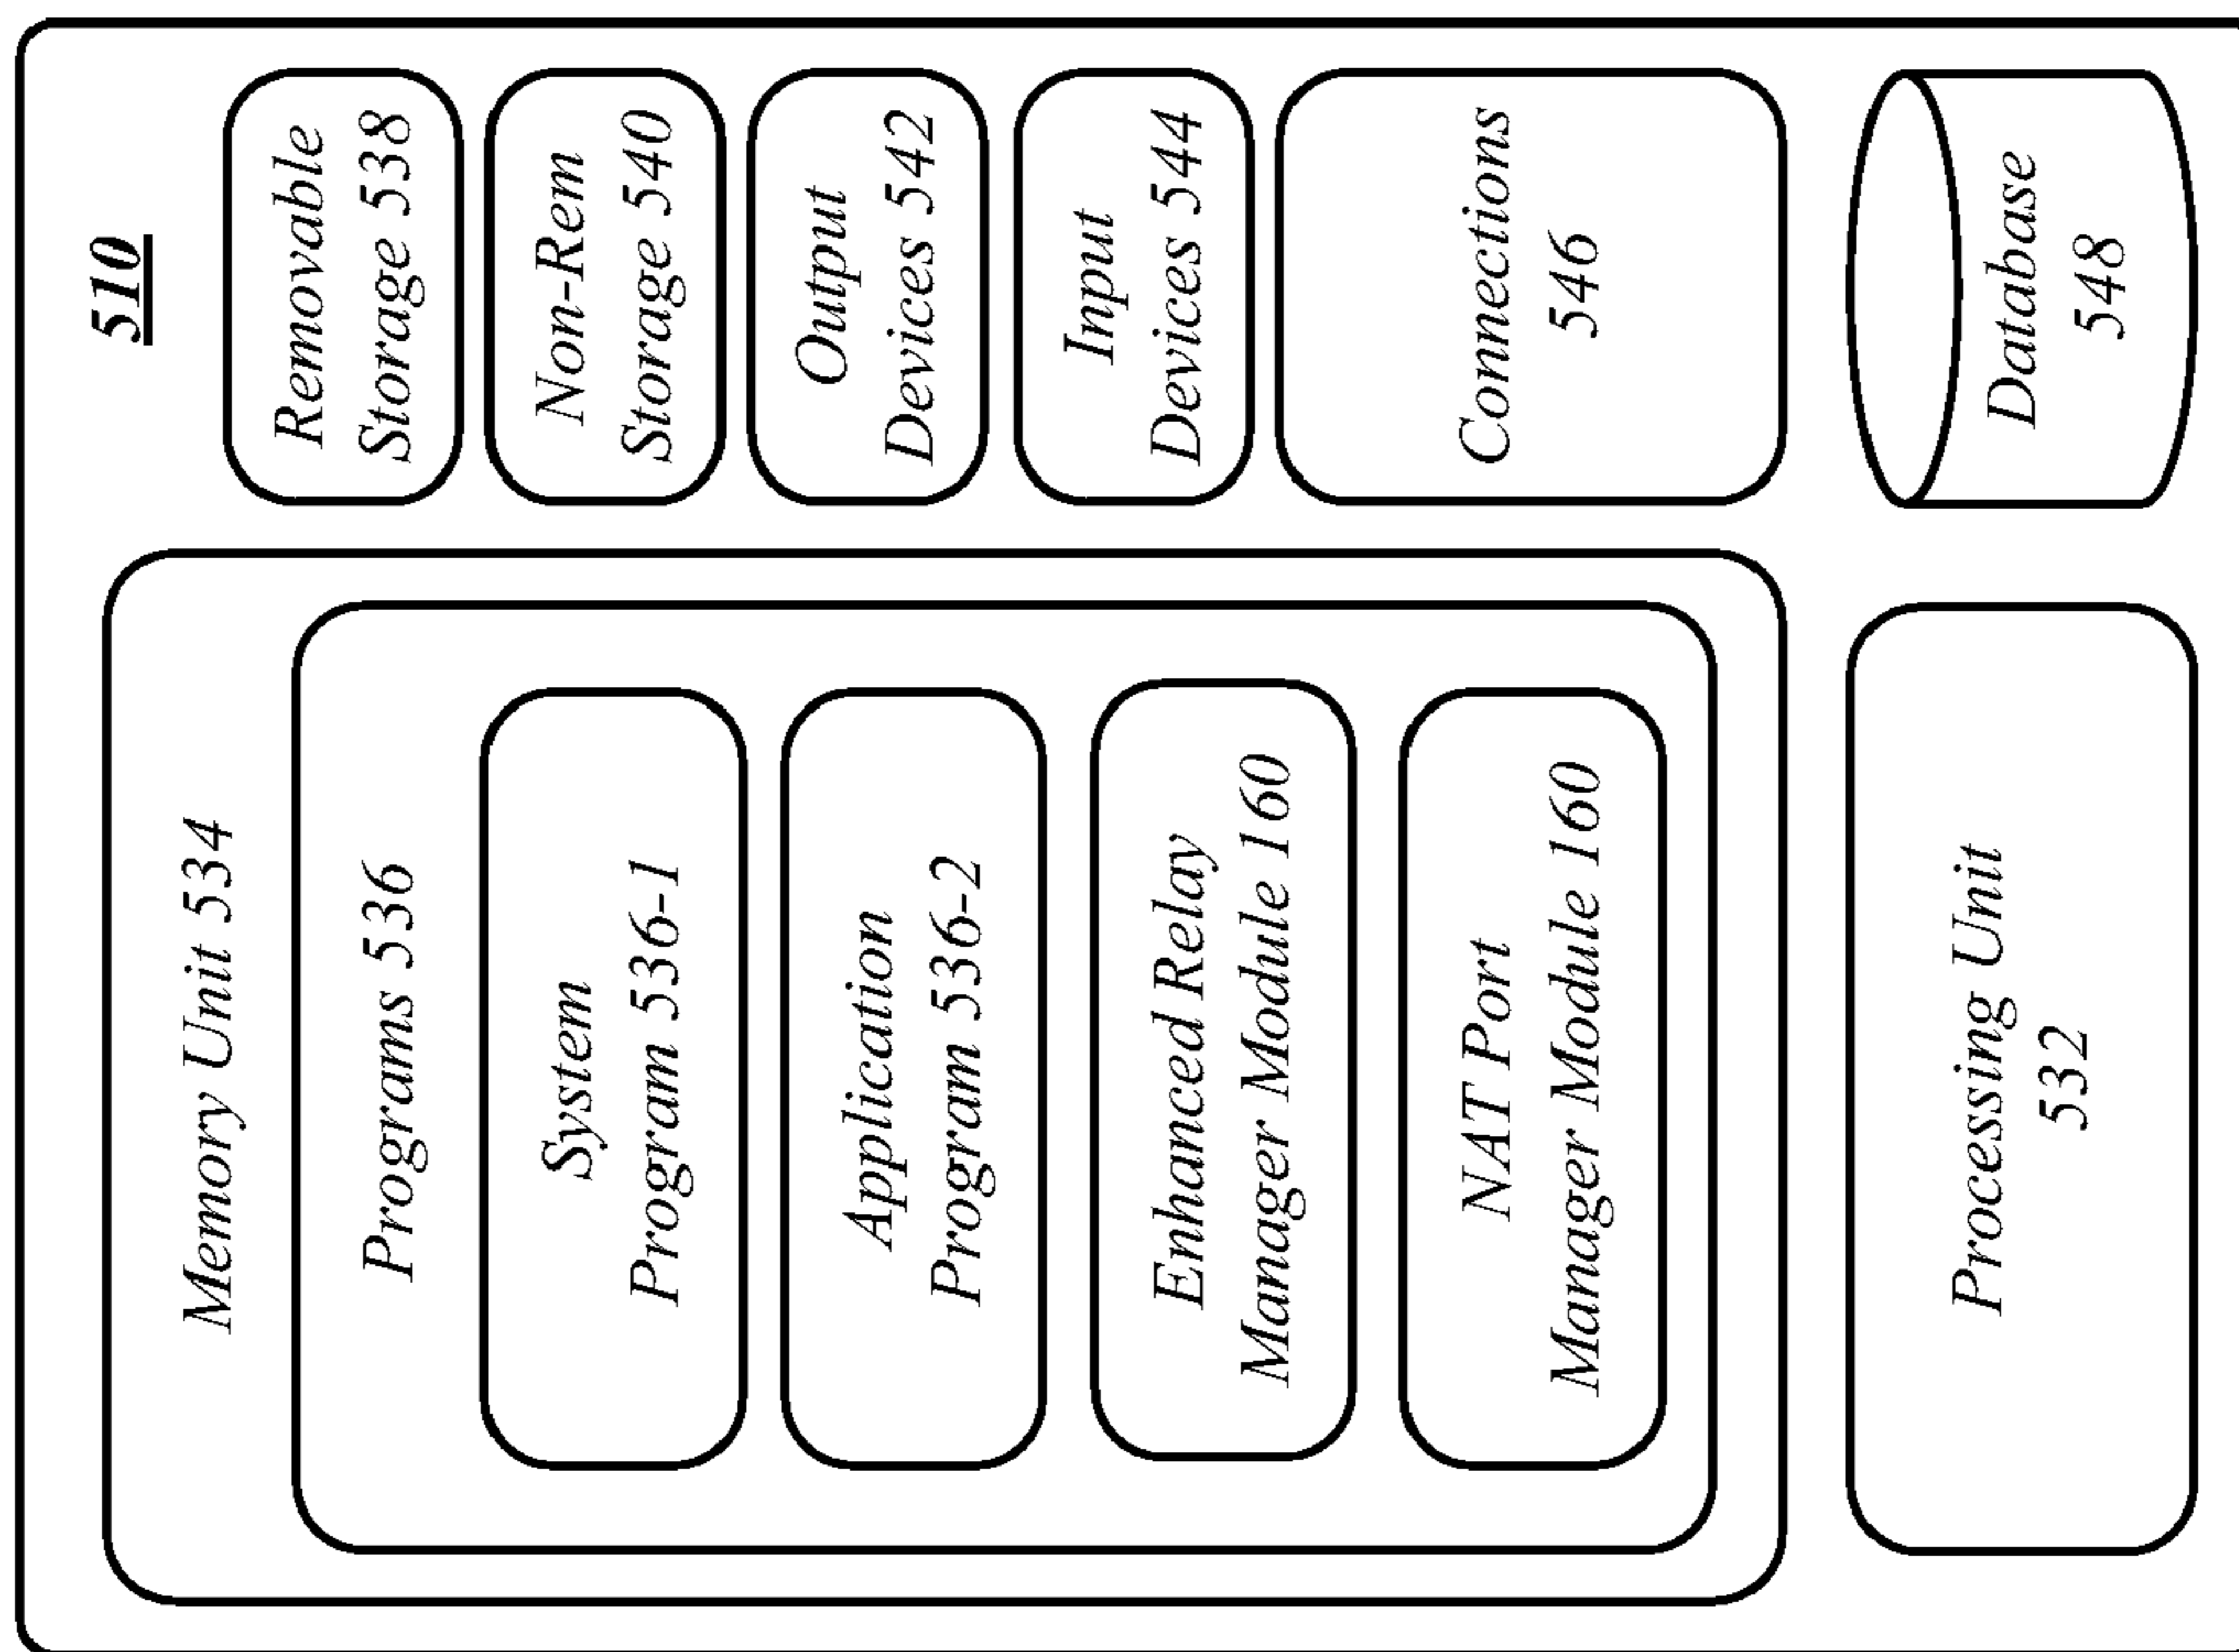 510
Memory Unit 534
Programs 536
System
Program 536-1
Application
Program 536-2
Enhanced Relay
Manager Module 160
NAT Port
Manager Module 160
Processing Unit
532
Removable
Storage 538
Non-Rem
Storage 540
Output
Devices 542
Input
Devices 544
Connections
546
Database
548